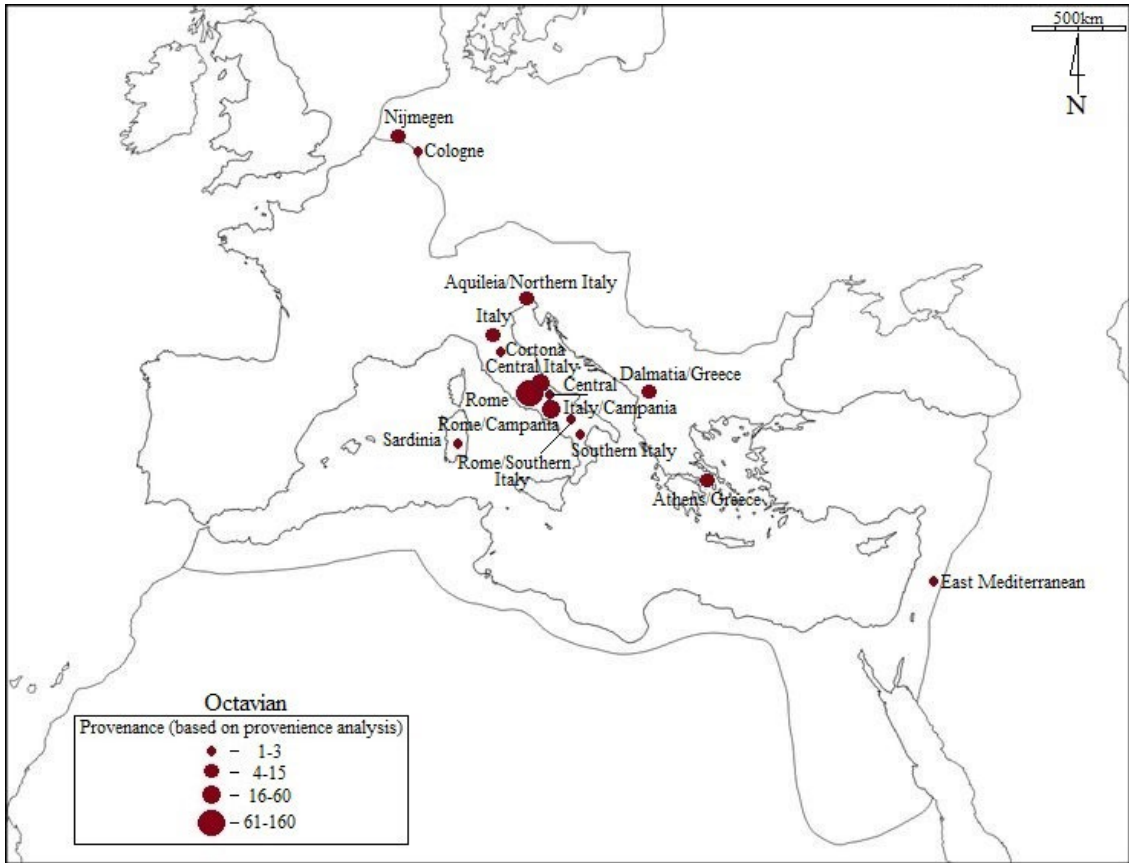 500km
N
Nijmegen
Cologne
Aquileia/Northern Italy
Italy
Cortona
Central Italy
Dalmatia/Greece
Central
Italy/Campania
Rome
Rome/Campania
Sardinia
Rome/Southern
Italy
Southern Italy
Athens/Greece
East Mediterranean
Octavian
Provenance (based on provenience analysis)
– 1-3
– 4-15
– 16-60
– 61-160